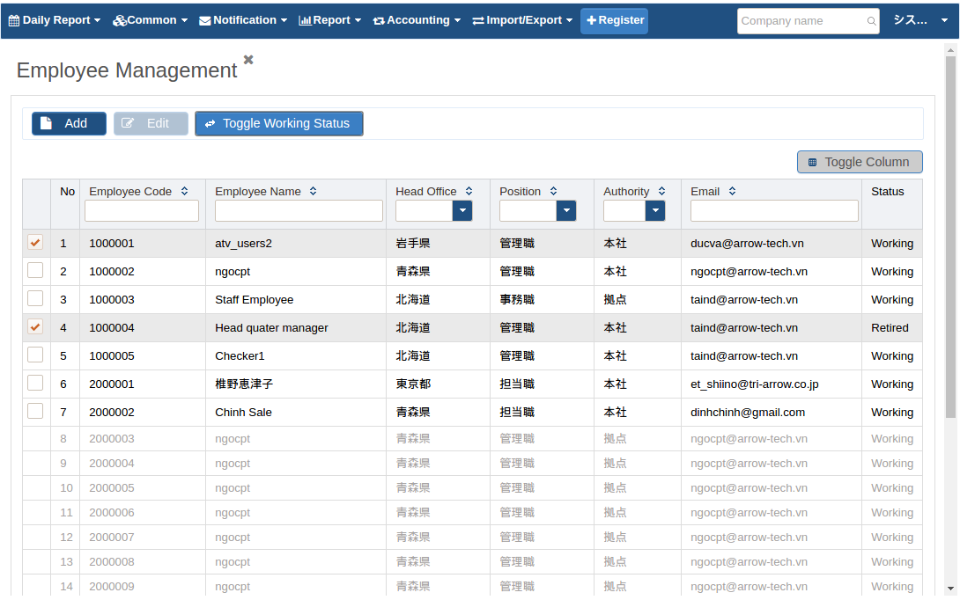 Daily Report Common Notification Report Accounting Import/Export Register Company name シス...
Employee Management
Add Edit Toggle Working Status
Toggle Column
No Employee Code Employee Name Head Office Position Authority Email Status
1 1000001 atv_users2 岩手県 管理職 本社 ducva@arrow-tech.vn Working
2 1000002 ngocpt 青森県 管理職 本社 ngocpt@arrow-tech.vn Working
3 1000003 Staff Employee 北海道 事務職 拠点 taind@arrow-tech.vn Working
4 1000004 Head quater manager 北海道 管理職 本社 taind@arrow-tech.vn Retired
5 1000005 Checker1 北海道 管理職 本社 taind@arrow-tech.vn Working
6 2000001 椎野恵津子 東京都 担当職 本社 et_shiino@tri-arrow.co.jp Working
7 2000002 Chinh Sale 青森県 担当職 本社 dinhchinh@gmail.com Working
8 2000003 ngocpt 青森県 管理職 拠点 ngocpt@arrow-tech.vn Working
9 2000004 ngocpt 青森県 管理職 拠点 ngocpt@arrow-tech.vn Working
10 2000005 ngocpt 青森県 管理職 拠点 ngocpt@arrow-tech.vn Working
11 2000006 ngocpt 青森県 管理職 拠点 ngocpt@arrow-tech.vn Working
12 2000007 ngocpt 青森県 管理職 拠点 ngocpt@arrow-tech.vn Working
13 2000008 ngocpt 青森県 管理職 拠点 ngocpt@arrow-tech.vn Working
14 2000009 ngocpt 青森県 管理職 拠点 ngocpt@arrow-tech.vn Working